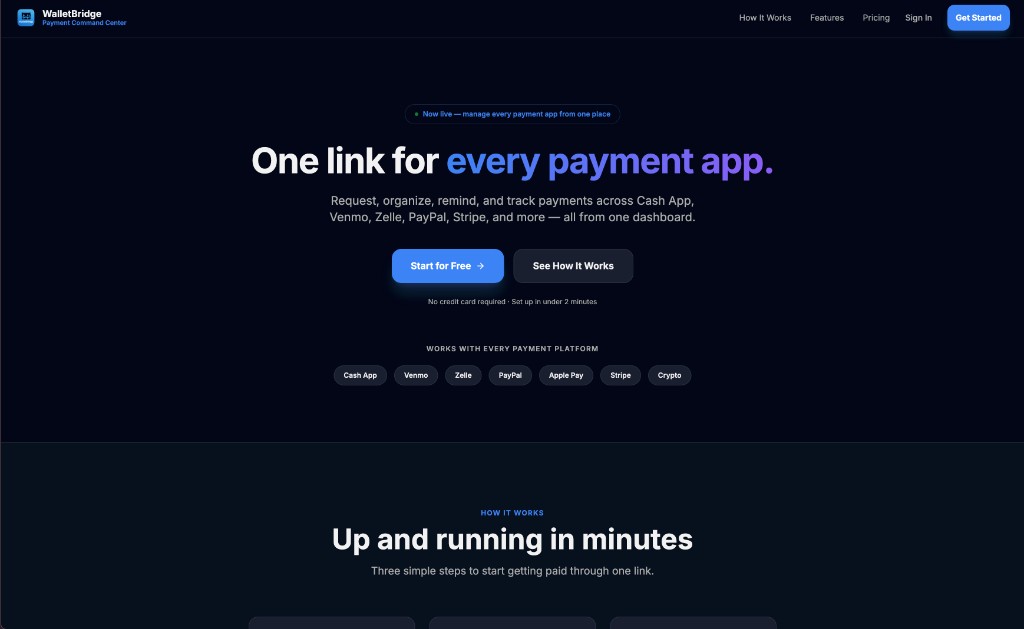 WalletBridge
Payment Command Center
How It Works
Features
Pricing
Sign In
Get Started
Now live — manage every payment app from one place
One link for every payment app.
Request, organize, remind, and track payments across Cash App,
Venmo, Zelle, PayPal, Stripe, and more — all from one dashboard.
Start for Free →
See How It Works
No credit card required · Set up in under 2 minutes
WORKS WITH EVERY PAYMENT PLATFORM
Cash App
Venmo
Zelle
PayPal
Apple Pay
Stripe
Crypto
HOW IT WORKS
Up and running in minutes
Three simple steps to start getting paid through one link.